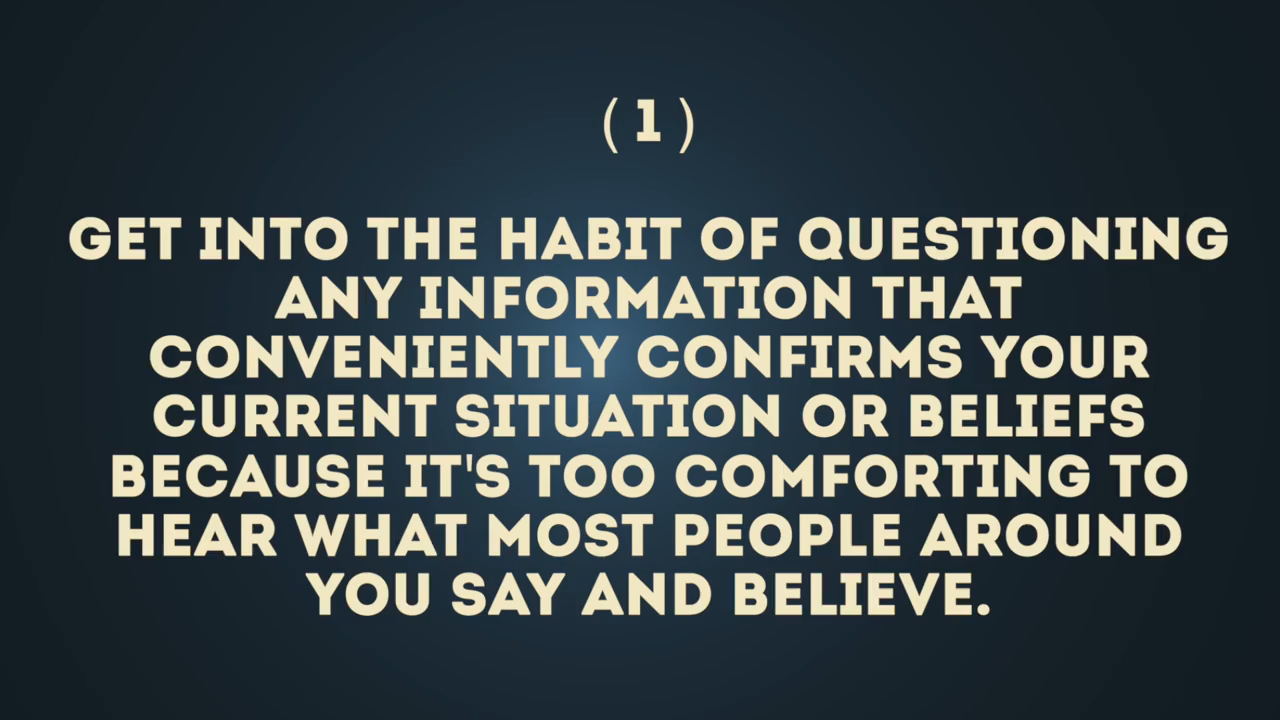 (1)
GET INTO THE HABIT OF QUESTIONING
ANY INFORMATION THAT
CONVENIENTLY CONFIRMS YOUR
CURRENT SITUATION OR BELIEFS
BECAUSE IT'S TOO COMFORTING TO
HEAR WHAT MOST PEOPLE AROUND
YOU SAY AND BELIEVE.